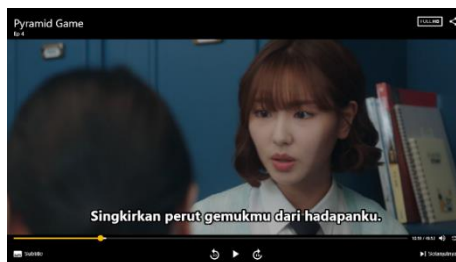 Pyramid Game
Ep 4
FULL HD
Singkirkan perut gemukmu dari hadapanku.
Subtitle
Selanjutnya